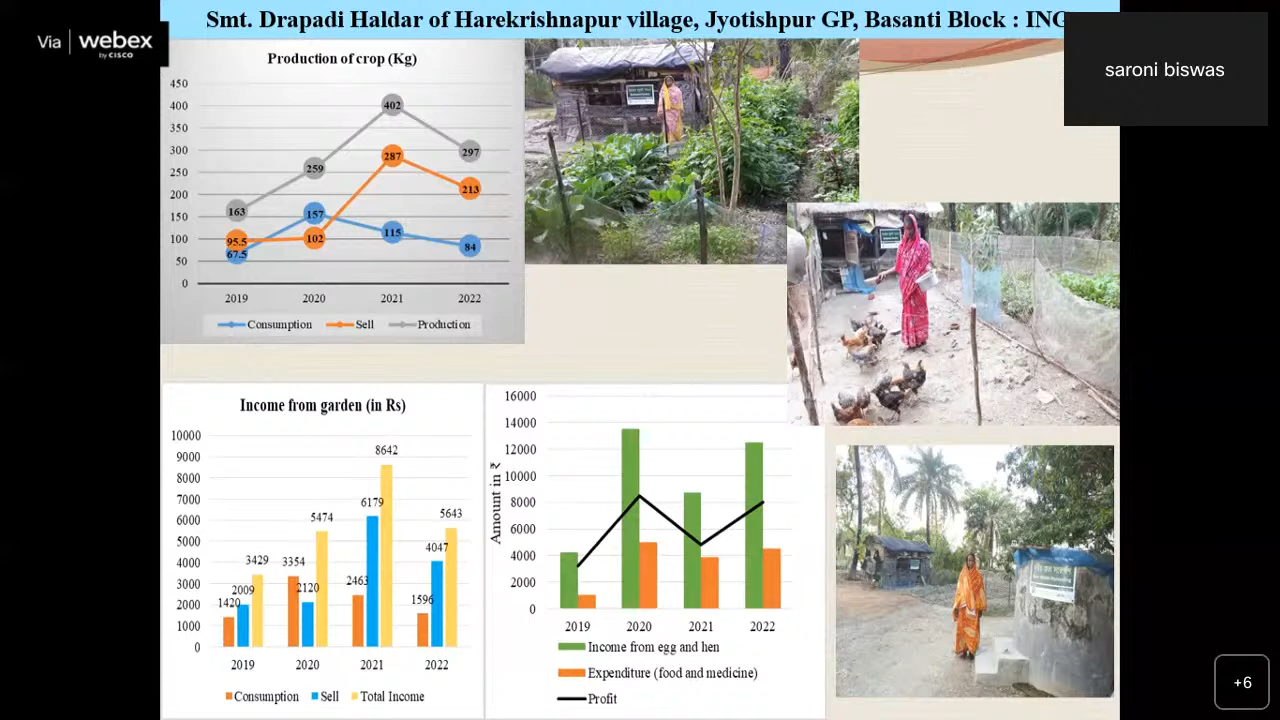 Smt. Drapadi Haldar of Harekrishnapur village, Jyotishpur GP, Basanti Block : ING
Via webex
by CISCO
saroni biswas
Production of crop (Kg)
450
400
350
300
250
200
150
100
50
0
402
287
297
259
213
163
157
115
95.5
102
84
67.5
2019 2020 2021 2022
Consumption Sell Production
Income from garden (in Rs)
10000
9000
8000
7000
6000
5000
4000
3000
2000
1000
0
1420 2009 3429
3354 2120 5474
2463 6179 8642
1596 4047 5643
2019 2020 2021 2022
Consumption Sell Total Income
Amount in ₹
16000
14000
12000
10000
8000
6000
4000
2000
0
2019 2020 2021 2022
Income from egg and hen
Expenditure (food and medicine)
Profit
+6